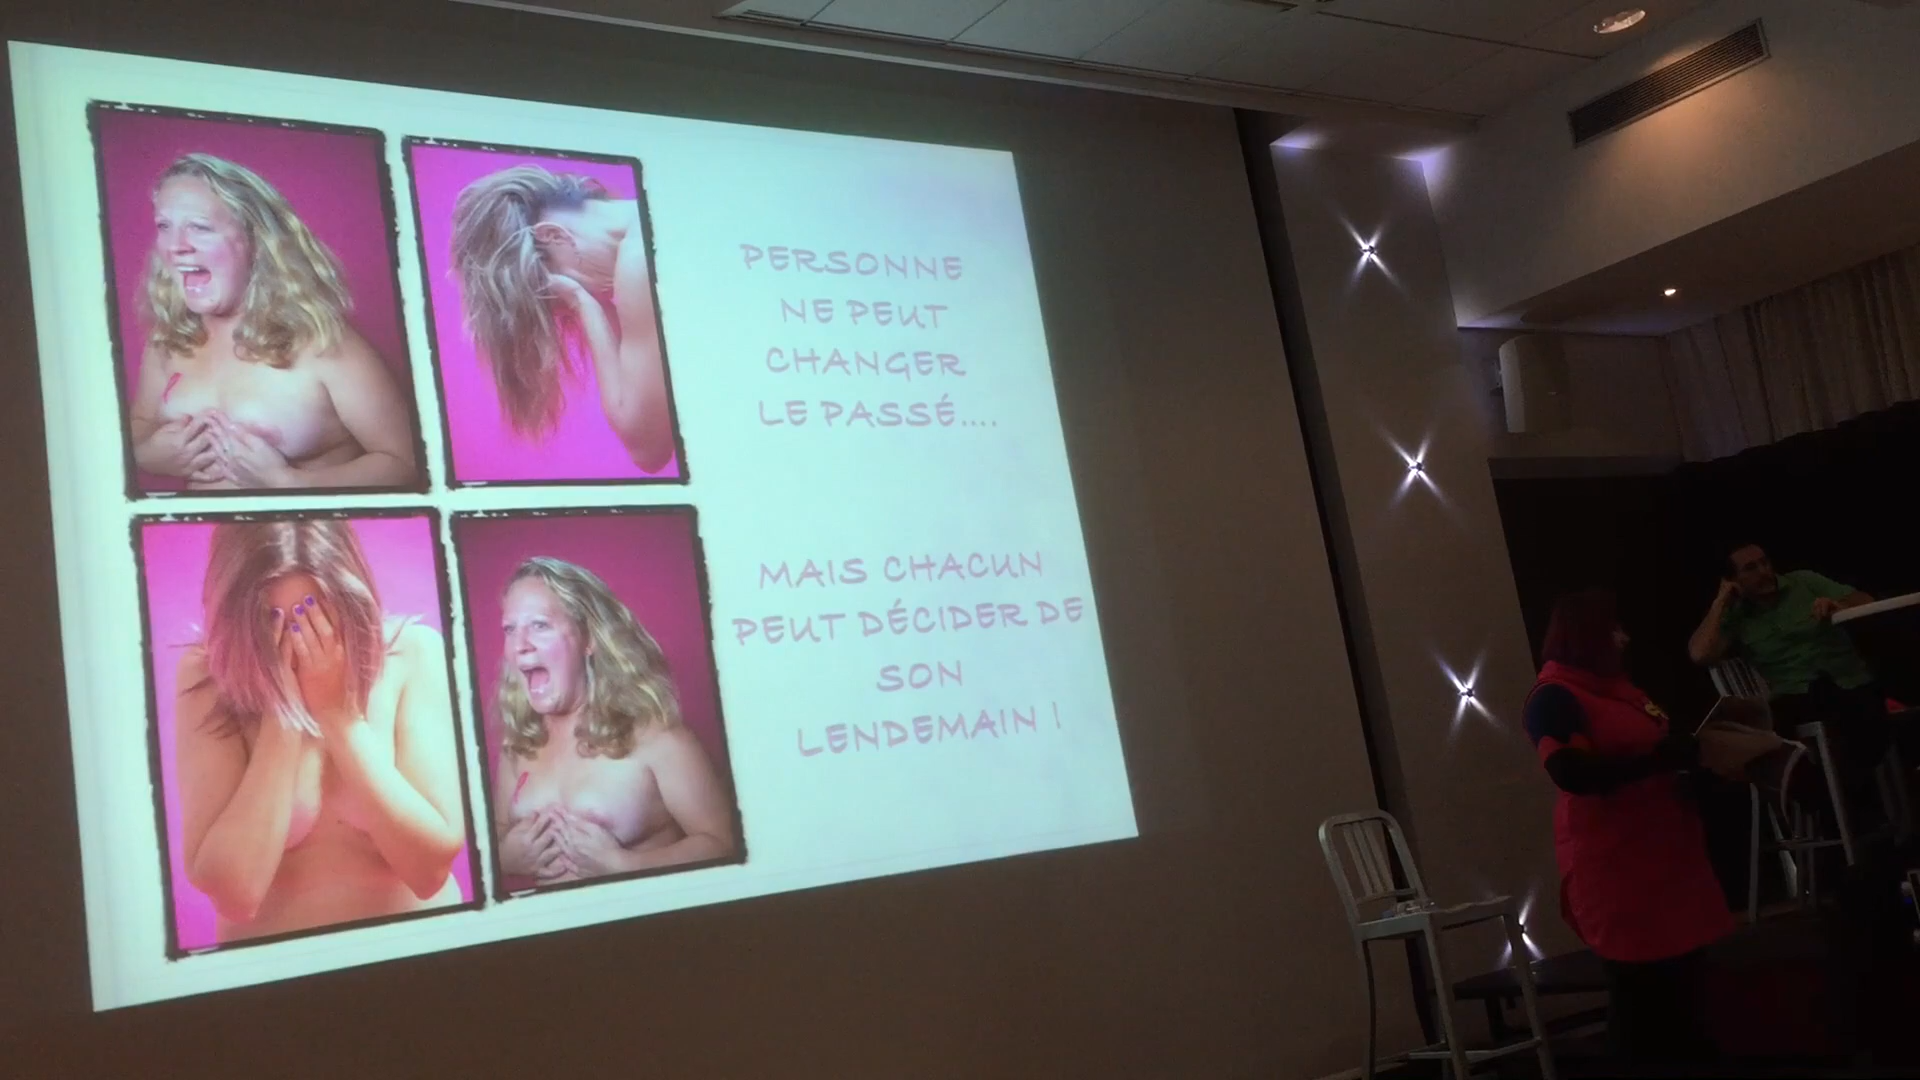 PERSONNE
NE PEUT
CHANGER
LE PASSÉ....
MAIS CHACUN
PEUT DÉCIDER DE
SON
LENDEMAIN !